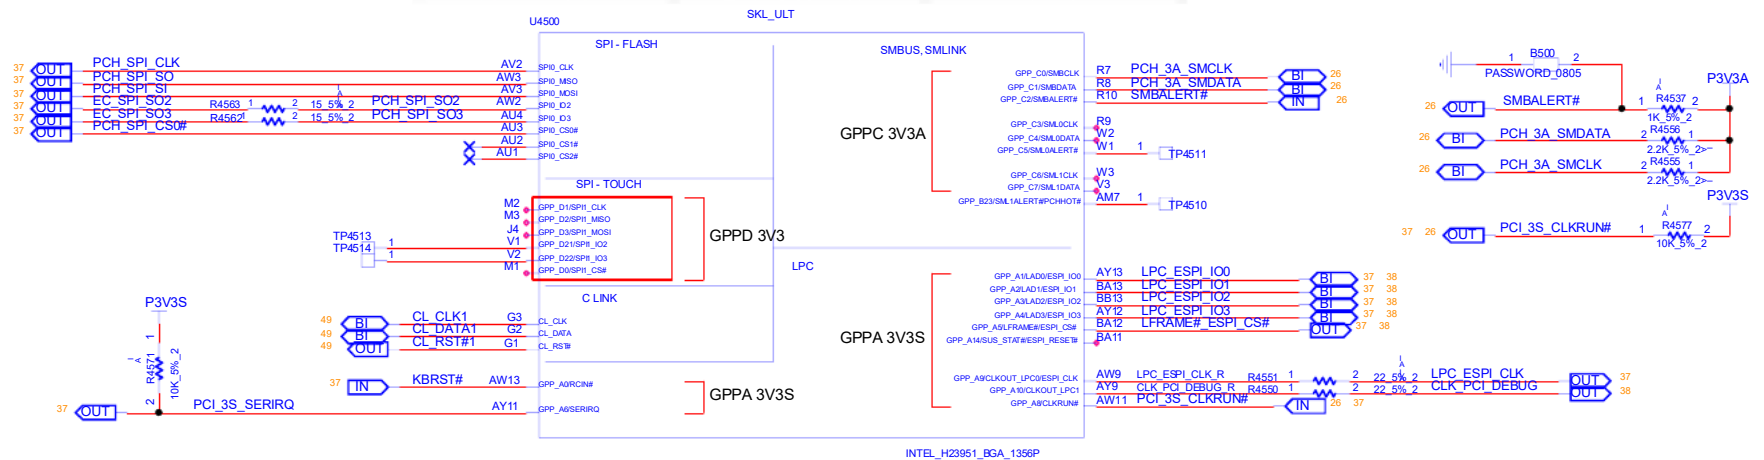 SKL_ULT
U4500
SPI - FLASH
SMBUS, SMLINK
37 OUT PCH_SPI_CLK AV2 SPI0_CLK
37 OUT PCH_SPI_SO AW3 SPI0_MISO
37 OUT PCH_SPI_SI AV3 SPI0_MOSI
37 OUT EC_SPI_SO2 R4563 1 2 15_5%_2 PCH_SPI_SO2 AW2 SPI0_IO2
37 OUT EC_SPI_SO3 R4562 1 2 15_5%_2 PCH_SPI_SO3 AU4 SPI0_IO3
37 OUT PCH_SPI_CS0# AU3 SPI0_CS0#
AU2 SPI0_CS1#
AU1 SPI0_CS2#
SPI - TOUCH
M2 GPP_D1/SPI1_CLK
M3 GPP_D2/SPI1_MISO
J4 GPP_D3/SPI1_MOSI
TP4513 1 V1 GPP_D21/SPI1_IO2
TP4514 1 V2 GPP_D22/SPI1_IO3
M1 GPP_D0/SPI1_CS#
GPPD 3V3
C LINK
49 BI CL_CLK1 G3 CL_CLK
49 BI CL_DATA1 G2 CL_DATA
49 OUT CL_RST#1 G1 CL_RST#
P3V3S
1 R4571 2 10K_5%_2
37 IN KBRST# AW13 GPP_A0/RCIN#
37 OUT PCI_3S_SERIRQ AY11 GPP_A6/SERIRQ
GPPA 3V3S
GPPC 3V3A
GPP_C0/SMBCLK R7 PCH_3A_SMCLK BI 26
GPP_C1/SMBDATA R8 PCH_3A_SMDATA BI 26
GPP_C2/SMBALERT# R10 SMBALERT# IN 26
GPP_C3/SML0CLK R9
GPP_C4/SML0DATA W2
GPP_C5/SML0ALERT# W1 1 TP4511
GPP_C6/SML1CLK W3
GPP_C7/SML1DATA V3
GPP_B23/SML1ALERT#PCHHOT# AM7 1 TP4510
LPC
GPPA 3V3S
GPP_A1/LAD0/ESPI_IO0 AY13 LPC_ESPI_IO0 BI 37 38
GPP_A2/LAD1/ESPI_IO1 BA13 LPC_ESPI_IO1 BI 37 38
GPP_A3/LAD2/ESPI_IO2 BB13 LPC_ESPI_IO2 BI 37 38
GPP_A4/LAD3/ESPI_IO3 AY12 LPC_ESPI_IO3 BI 37 38
GPP_A5/LFRAME#/ESPI_CS# BA12 LFRAME#_ESPI_CS# OUT 37 38
GPP_A14/SUS_STAT#/ESPI_RESET# BA11
GPP_A9/CLKOUT_LPC0/ESPI_CLK AW9 LPC_ESPI_CLK_R R4551 1 2 22_5%_2 LPC_ESPI_CLK OUT 37
GPP_A10/CLKOUT_LPC1 AY9 CLK_PCI_DEBUG_R R4550 1 2 22_5%_2 CLK_PCI_DEBUG OUT 38
GPP_A8/CLKRUN# AW11 PCI_3S_CLKRUN# IN 26 37
INTEL_H23951_BGA_1356P
1 B500 2
PASSWORD_0805
P3V3A
26 OUT SMBALERT# 1 R4537 2
1K_5%_2
26 BI PCH_3A_SMDATA 2 R4556 1
2.2K_5%_2
26 BI PCH_3A_SMCLK 2 R4555 1
2.2K_5%_2
P3V3S
37 26 OUT PCI_3S_CLKRUN# 1 R4577 2
10K_5%_2